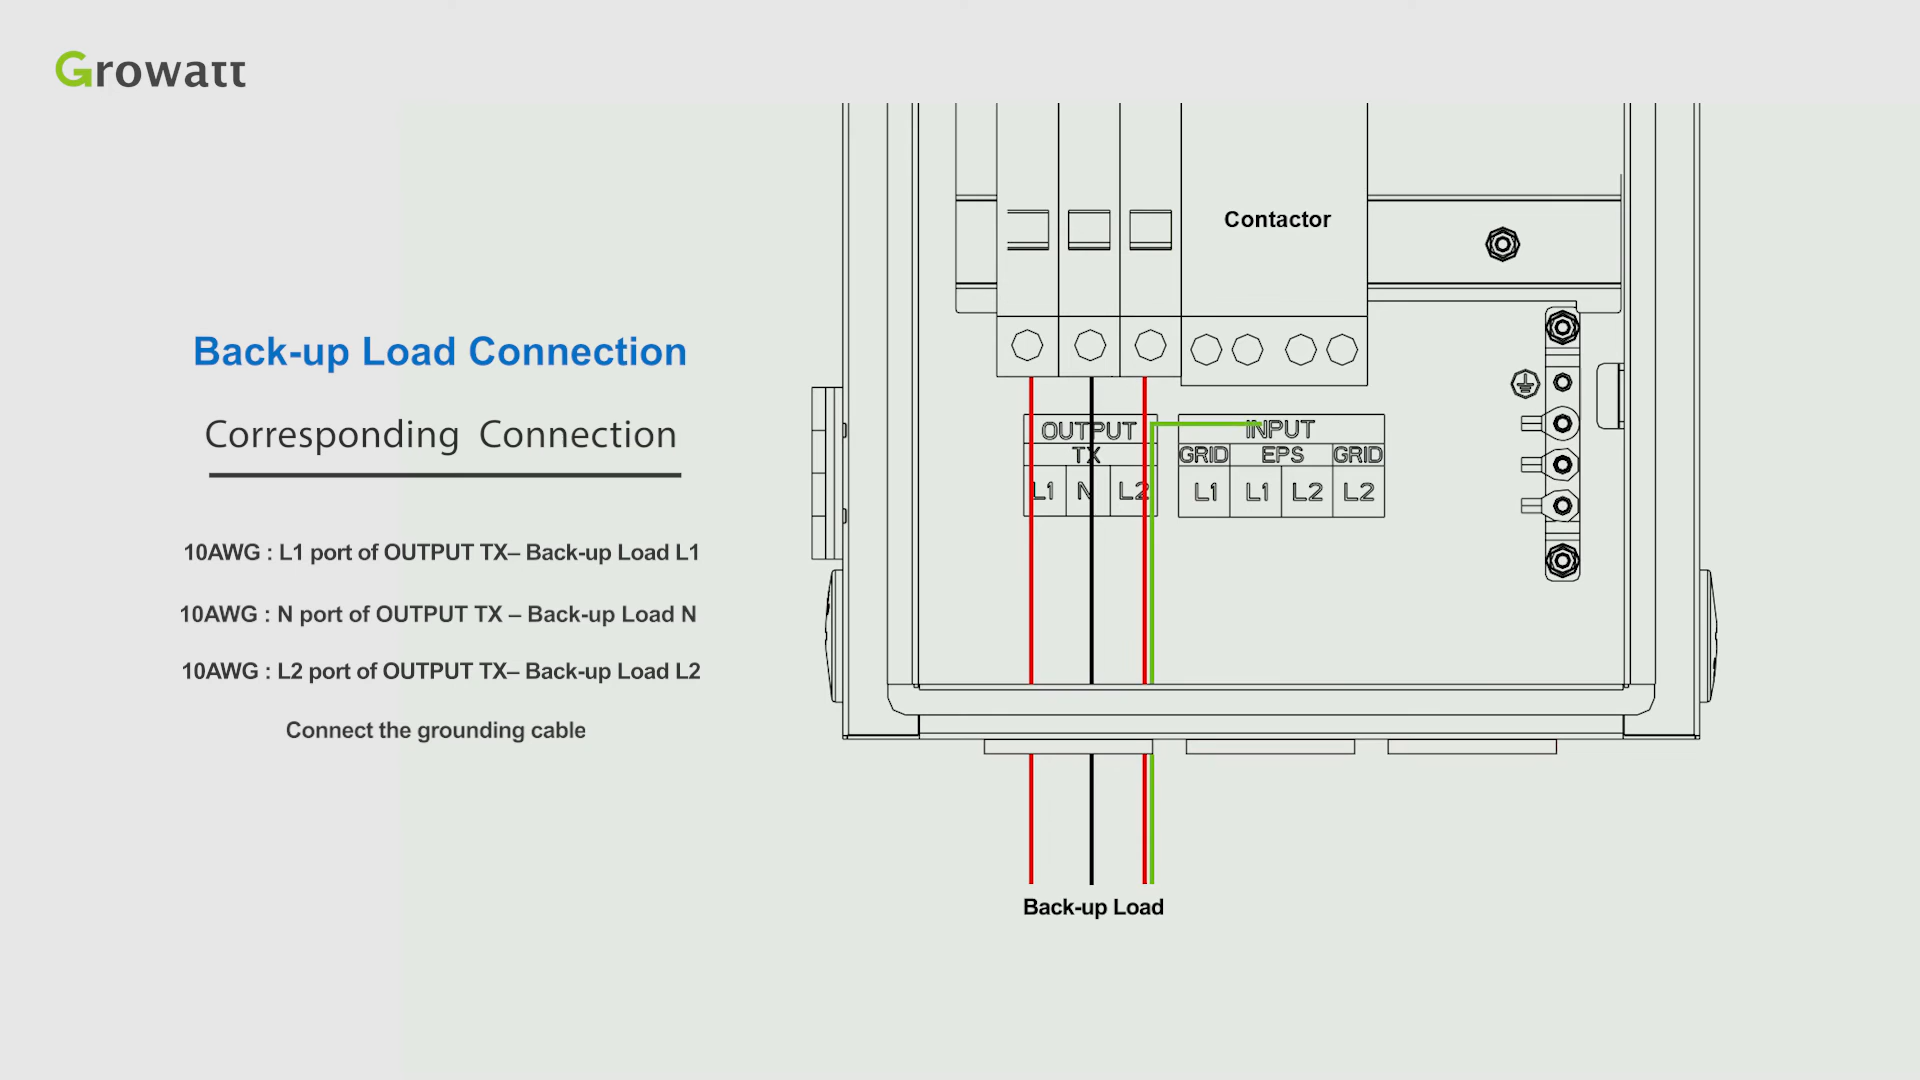 Growatt
Contactor
Back-up Load Connection
Corresponding Connection
OUTPUT
INPUT
TX
GRID EPS GRID
L1 N L2
L1 L1 L2 L2
10AWG : L1 port of OUTPUT TX– Back-up Load L1
10AWG : N port of OUTPUT TX – Back-up Load N
10AWG : L2 port of OUTPUT TX– Back-up Load L2
Connect the grounding cable
Back-up Load